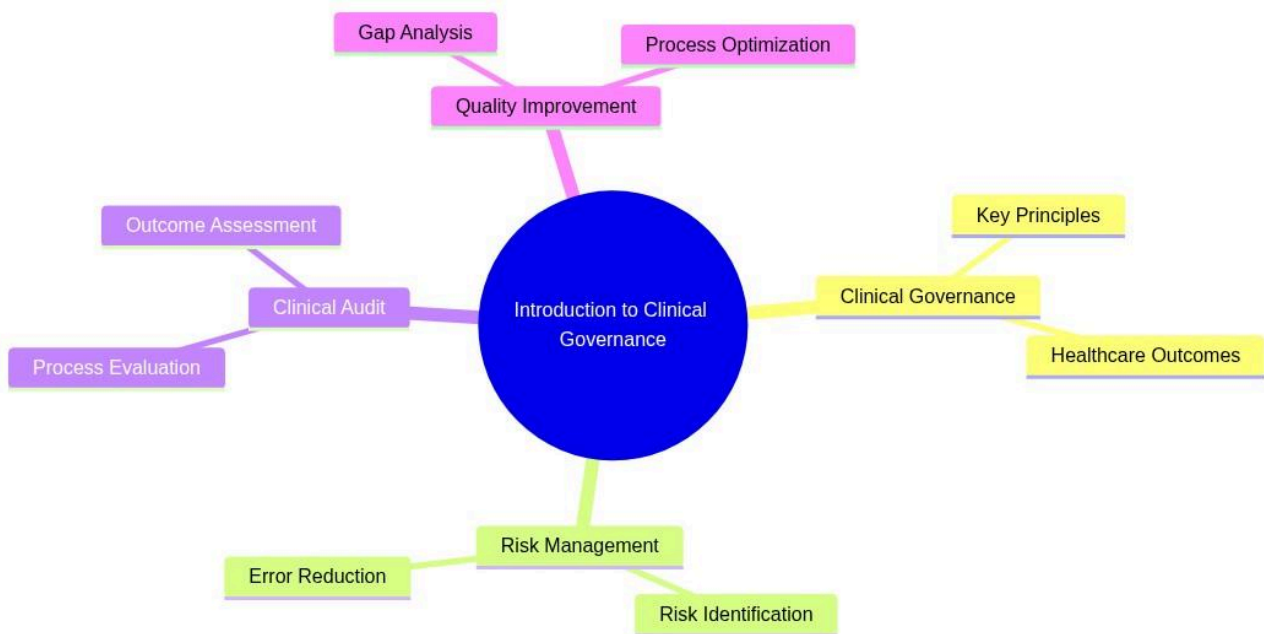 Gap Analysis
Process Optimization
Quality Improvement
Key Principles
Outcome Assessment
Clinical Governance
Clinical Audit
Introduction to Clinical
Governance
Healthcare Outcomes
Process Evaluation
Risk Management
Error Reduction
Risk Identification